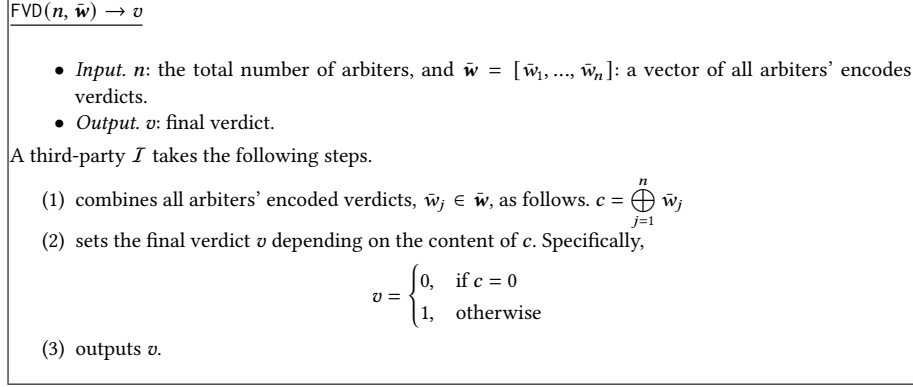 FVD(n, w̄) → v
• Input. n: the total number of arbiters, and w̄ = [w̄₁, ..., w̄ₙ]: a vector of all arbiters’ encodes
verdicts.
• Output. v: final verdict.
A third-party I takes the following steps.
(1) combines all arbiters’ encoded verdicts, w̄ⱼ ∈ w̄, as follows. c = ⊕ⁿⱼ₌₁ w̄ⱼ
(2) sets the final verdict v depending on the content of c. Specifically,
v = { 0, if c = 0
1, otherwise
(3) outputs v.